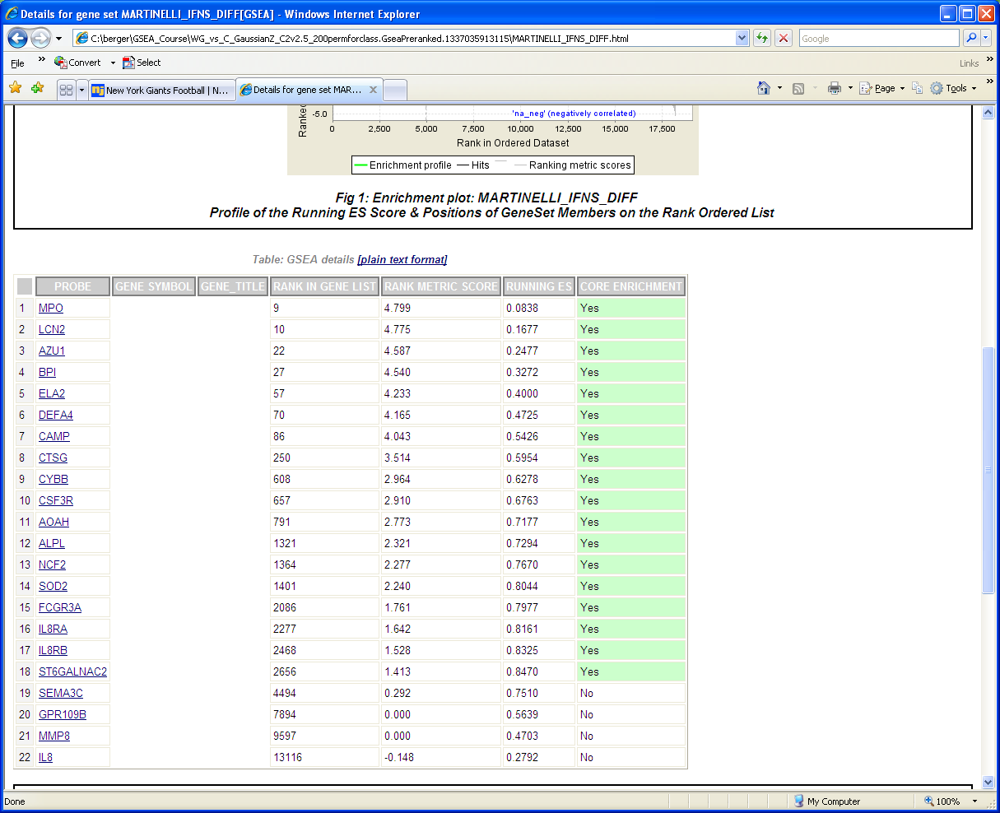 Details for gene set MARTINELLI_IFNS_DIFF[GSEA] - Windows Internet Explorer
C:\berger\GSEA_Course\WG_vs_C_GaussianZ_C2v2.5_200permforclass.GseaPreranked.1337035913115\MARTINELLI_IFNS_DIFF.html Google
File » Convert Select Links »
New York Giants Football | N... Details for gene set MAR... Page Tools »
Ranked
-5.0 'na_neg' (negatively correlated)
0 2,500 5,000 7,500 10,000 12,500 15,000 17,500
Rank in Ordered Dataset
Enrichment profile Hits Ranking metric scores
Fig 1: Enrichment plot: MARTINELLI_IFNS_DIFF
Profile of the Running ES Score & Positions of GeneSet Members on the Rank Ordered List
Table: GSEA details [plain text format]
PROBE GENE SYMBOL GENE_TITLE RANK IN GENE LIST RANK METRIC SCORE RUNNING ES CORE ENRICHMENT
1 MPO 9 4.799 0.0838 Yes
2 LCN2 10 4.775 0.1677 Yes
3 AZU1 22 4.587 0.2477 Yes
4 BPI 27 4.540 0.3272 Yes
5 ELA2 57 4.233 0.4000 Yes
6 DEFA4 70 4.165 0.4725 Yes
7 CAMP 86 4.043 0.5426 Yes
8 CTSG 250 3.514 0.5954 Yes
9 CYBB 608 2.964 0.6278 Yes
10 CSF3R 657 2.910 0.6763 Yes
11 AOAH 791 2.773 0.7177 Yes
12 ALPL 1321 2.321 0.7294 Yes
13 NCF2 1364 2.277 0.7670 Yes
14 SOD2 1401 2.240 0.8044 Yes
15 FCGR3A 2086 1.761 0.7977 Yes
16 IL8RA 2277 1.642 0.8161 Yes
17 IL8RB 2468 1.528 0.8325 Yes
18 ST6GALNAC2 2656 1.413 0.8470 Yes
19 SEMA3C 4494 0.292 0.7510 No
20 GPR109B 7894 0.000 0.5639 No
21 MMP8 9597 0.000 0.4703 No
22 IL8 13116 -0.148 0.2792 No
Done My Computer 100%